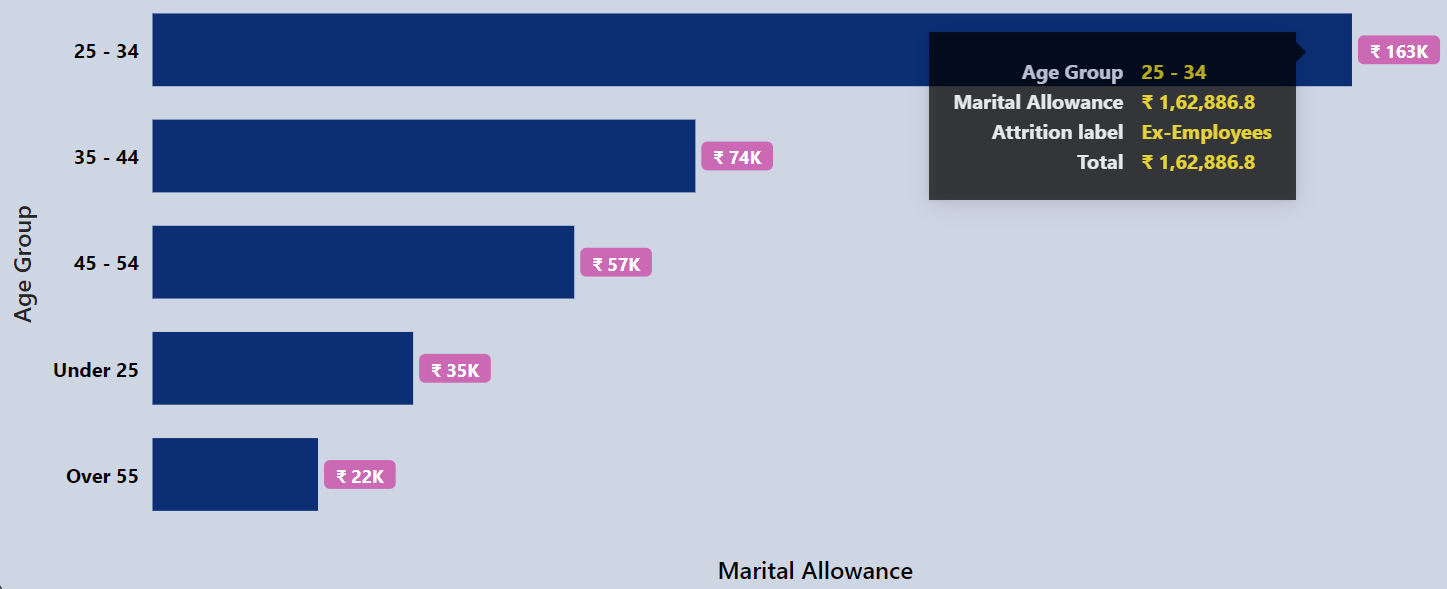 25 - 34
₹ 163K
Age Group 25 - 34
Marital Allowance ₹ 1,62,886.8
Attrition label Ex-Employees
Total ₹ 1,62,886.8
35 - 44
₹ 74K
Age Group
45 - 54
₹ 57K
Under 25
₹ 35K
Over 55
₹ 22K
Marital Allowance